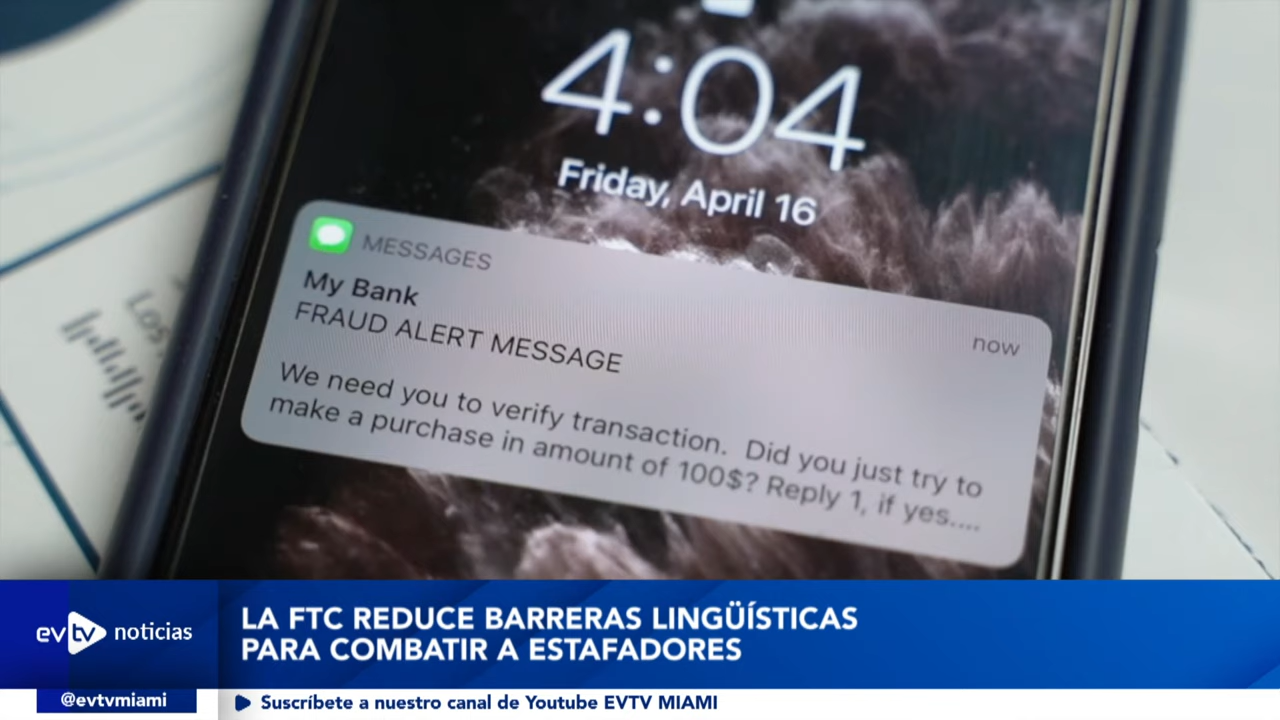 4:04
Friday, April 16
MESSAGES
now
My Bank
FRAUD ALERT MESSAGE
We need you to verify transaction. Did you just try to
make a purchase in amount of 100$? Reply 1, if yes....
evtv noticias
LA FTC REDUCE BARRERAS LINGÜÍSTICAS
PARA COMBATIR A ESTAFADORES
@evtvmiami
Suscríbete a nuestro canal de Youtube EVTV MIAMI